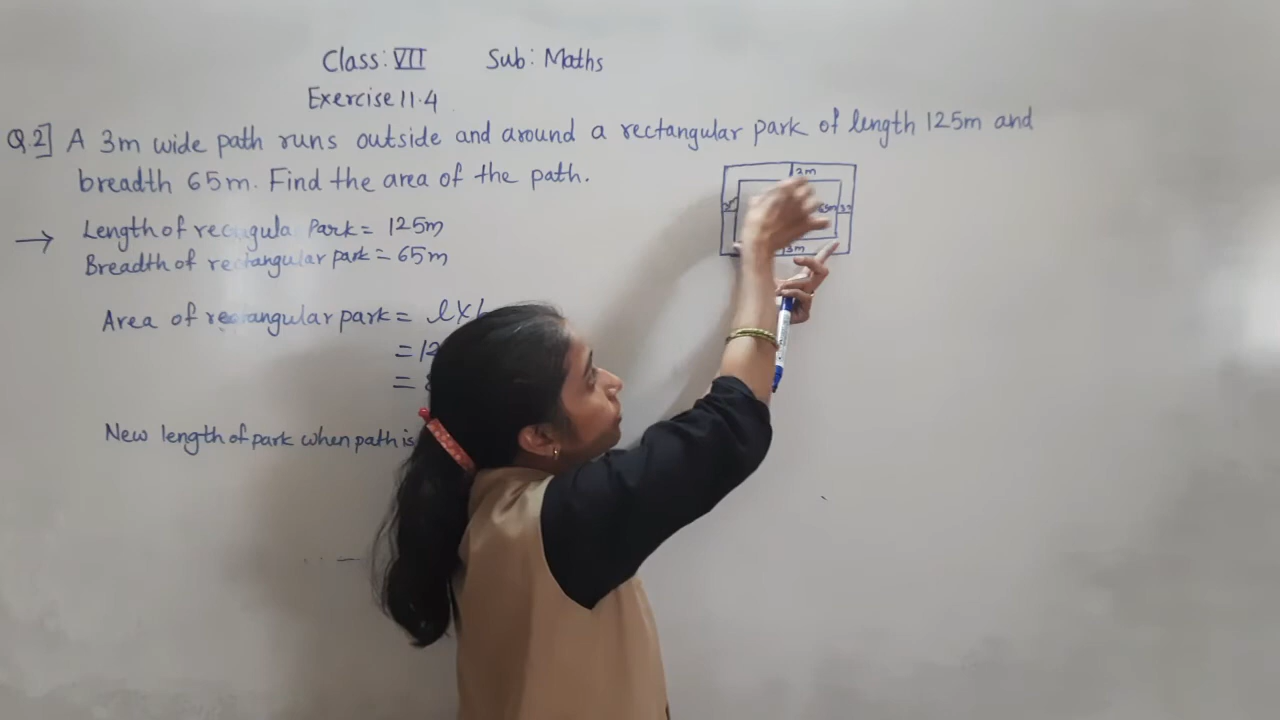 Class: VII Sub: Maths
Exercise 11.4
Q.2] A 3m wide path runs outside and around a rectangular park of length 125m and
breadth 65m. Find the area of the path.
3m
65m
3m
→ Length of rectangula Park = 125m
Breadth of rectangular park = 65m
Area of rectangular park = l×b
= 12
=
New length of park when path is